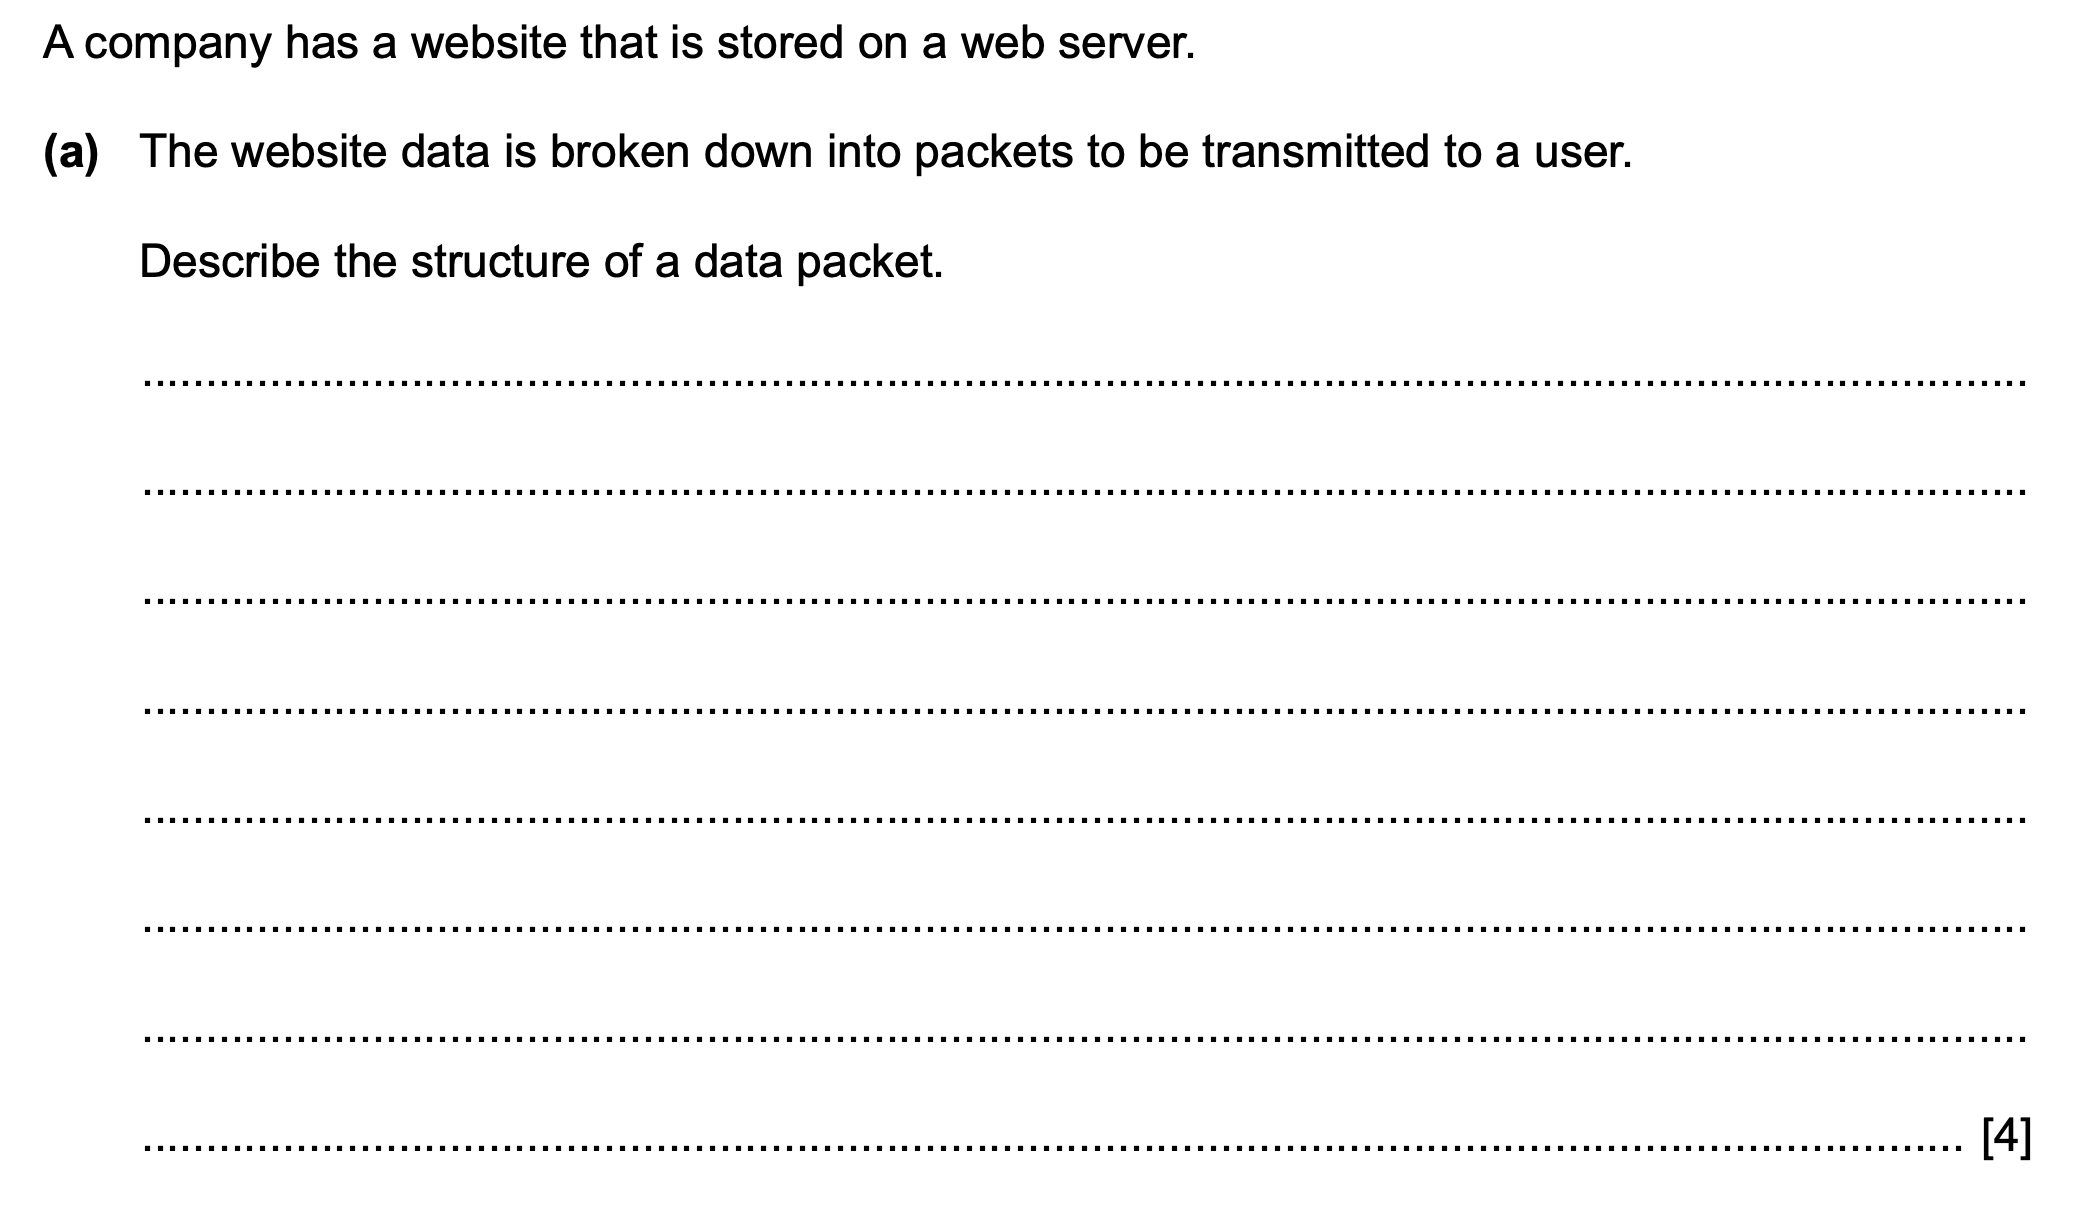 A company has a website that is stored on a web server.
(a) The website data is broken down into packets to be transmitted to a user.
Describe the structure of a data packet.
[4]